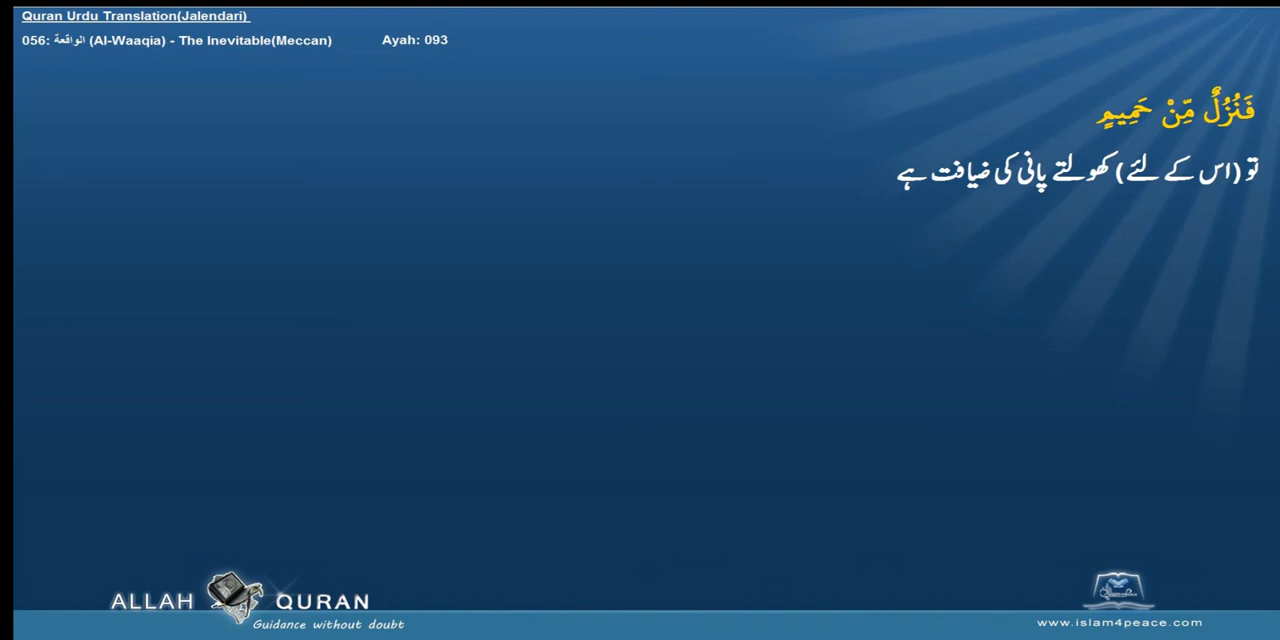 Quran Urdu Translation(Jalendari)
056: الواقعة (Al-Waaqia) - The Inevitable(Meccan) Ayah: 093
فَنُزُلٌ مِّنْ حَمِيمٍ
تو (اس کے لئے) کھولتے پانی کی ضیافت ہے
ALLAH QURAN
Guidance without doubt
www.islam4peace.com